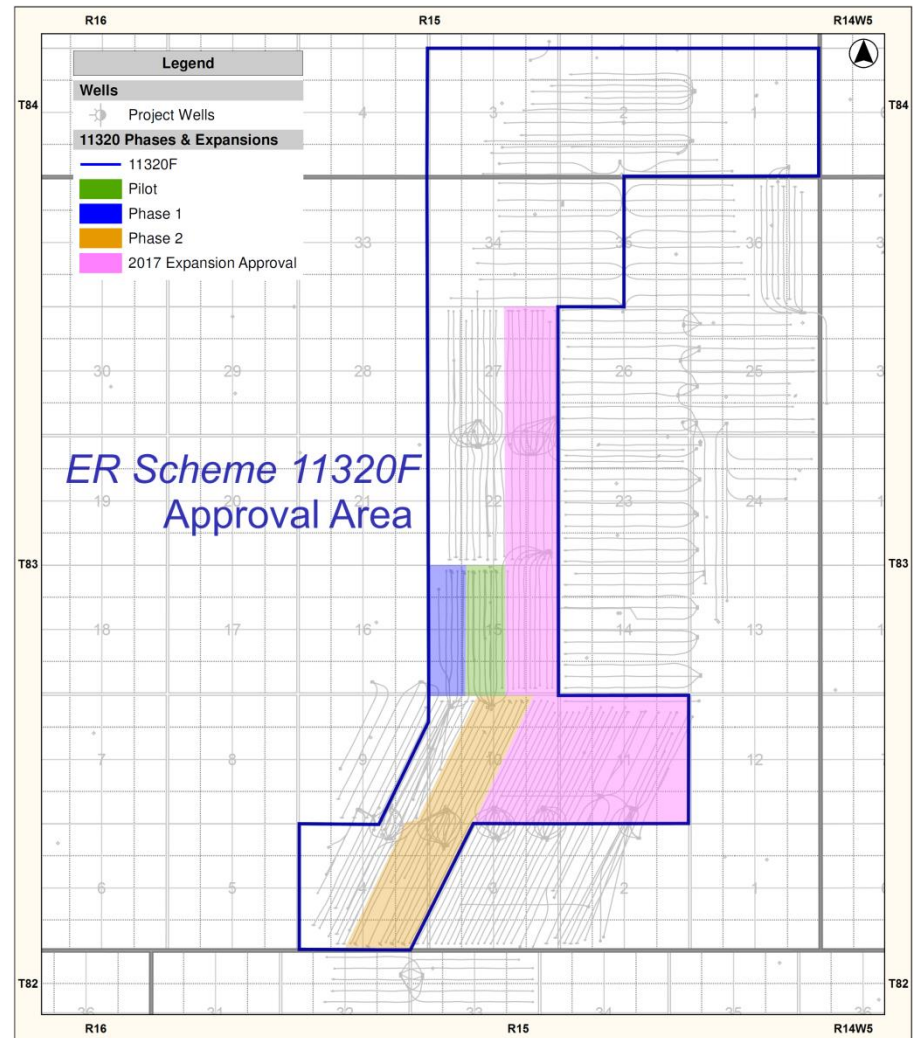 R16 R15 R14W5
Legend
Wells
Project Wells
11320 Phases & Expansions
11320F
Pilot
Phase 1
Phase 2
2017 Expansion Approval
T84 4 3 2 1 T84
33 34 35 36
30 29 28 27 26 25
ER Scheme 11320F
Approval Area
19 20 21 22 23 24
T83 T83
18 17 16 15 14 13
7 8 9 10 11 12
6 5 4 3 2 1
T82 T82
R16 R15 R14W5